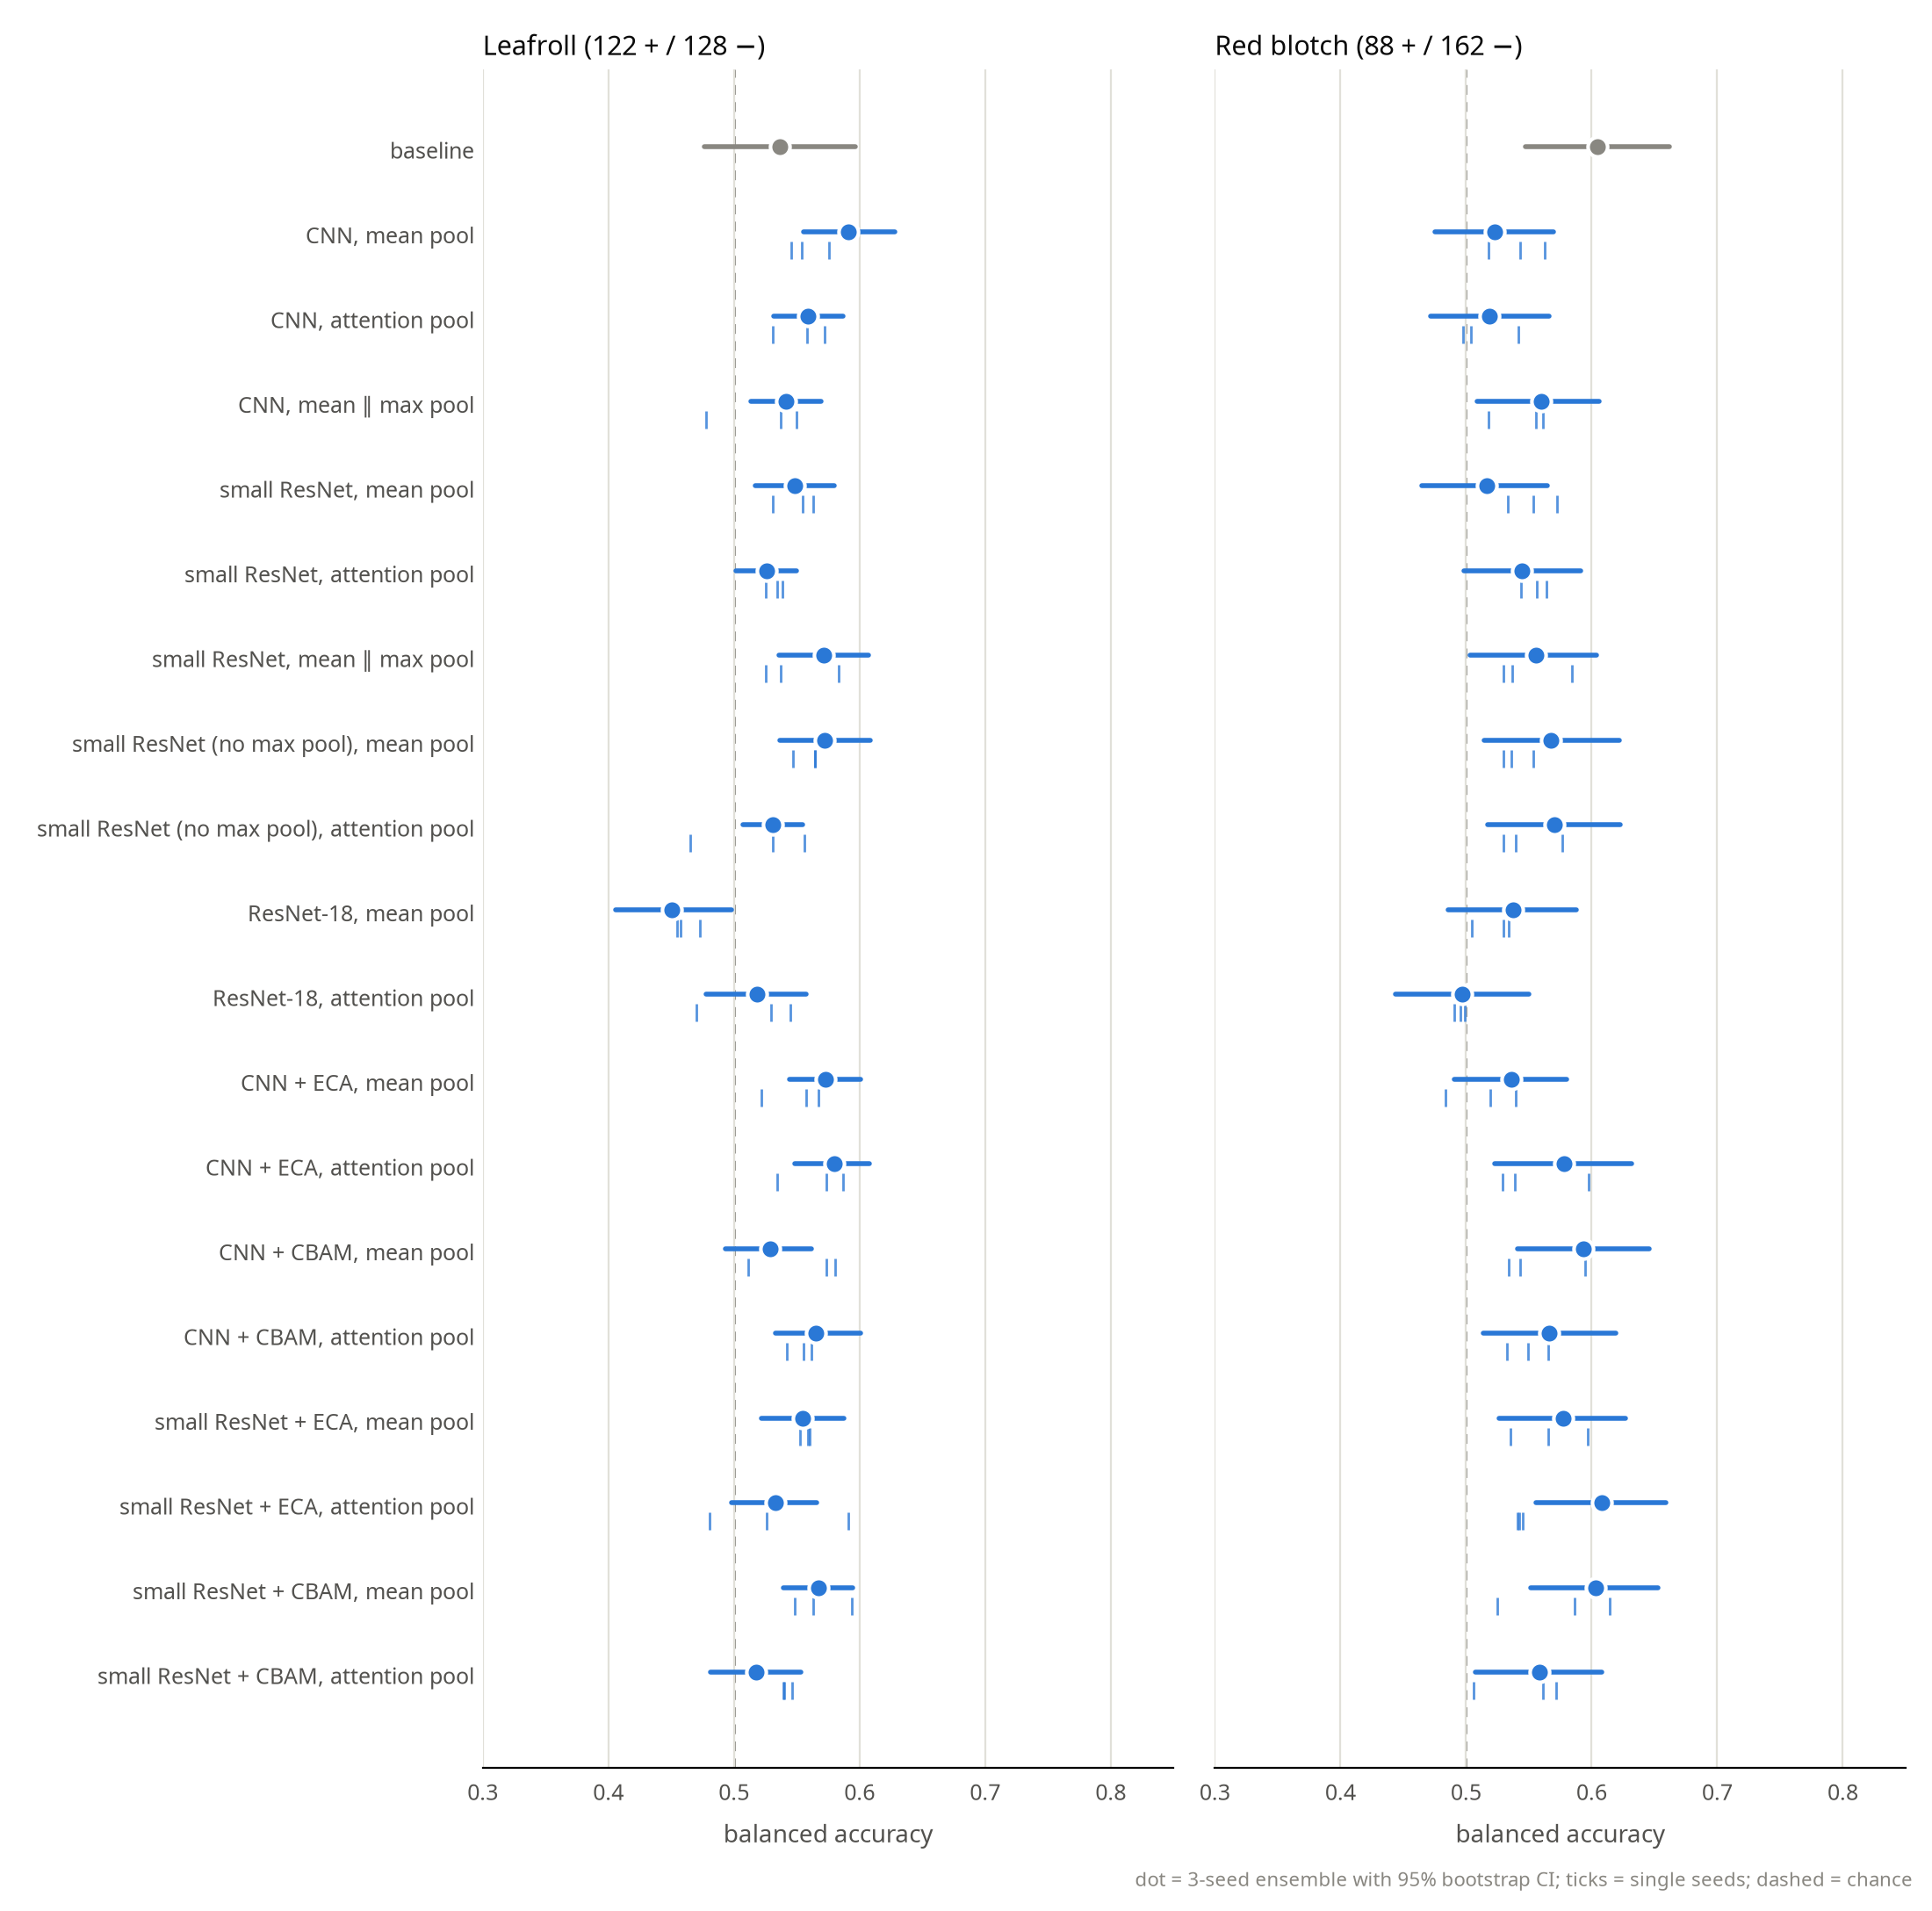 Leafroll (122 + / 128 −)
Red blotch (88 + / 162 −)
baseline
CNN, mean pool
CNN, attention pool
CNN, mean ‖ max pool
small ResNet, mean pool
small ResNet, attention pool
small ResNet, mean ‖ max pool
small ResNet (no max pool), mean pool
small ResNet (no max pool), attention pool
ResNet-18, mean pool
ResNet-18, attention pool
CNN + ECA, mean pool
CNN + ECA, attention pool
CNN + CBAM, mean pool
CNN + CBAM, attention pool
small ResNet + ECA, mean pool
small ResNet + ECA, attention pool
small ResNet + CBAM, mean pool
small ResNet + CBAM, attention pool
0.3 0.4 0.5 0.6 0.7 0.8
0.3 0.4 0.5 0.6 0.7 0.8
balanced accuracy
balanced accuracy
dot = 3-seed ensemble with 95% bootstrap CI; ticks = single seeds; dashed = chance